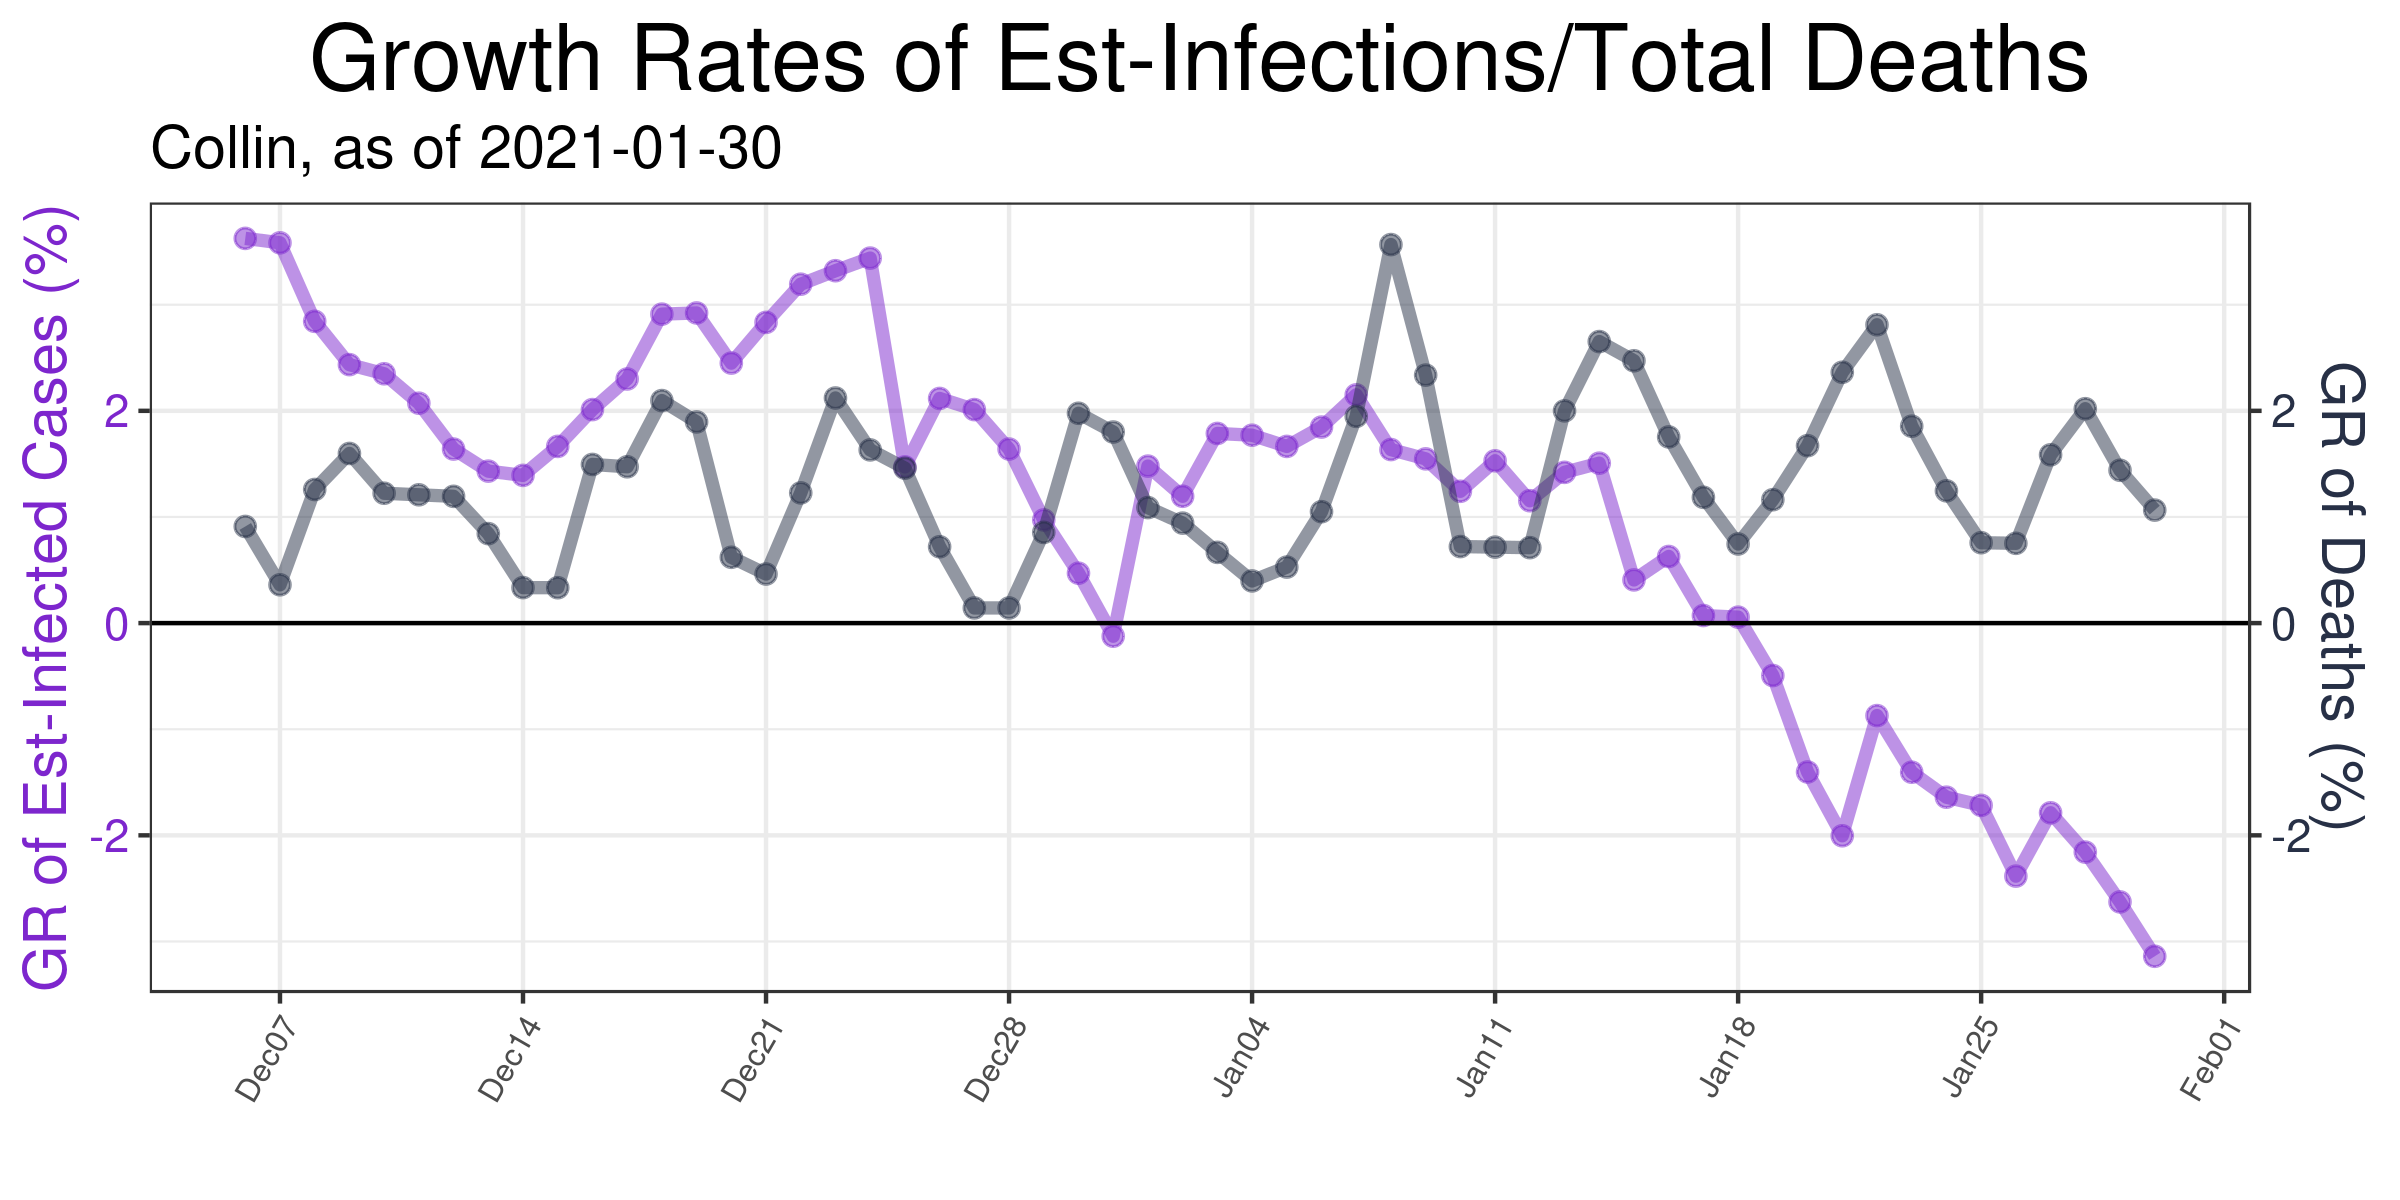 Growth Rates of Est-Infections/Total Deaths
Collin, as of 2021-01-30
GR of Est-Infected Cases (%)
2
0
-2
GR of Deaths (%)
2
0
-2
Dec07
Dec14
Dec21
Dec28
Jan04
Jan11
Jan18
Jan25
Feb01